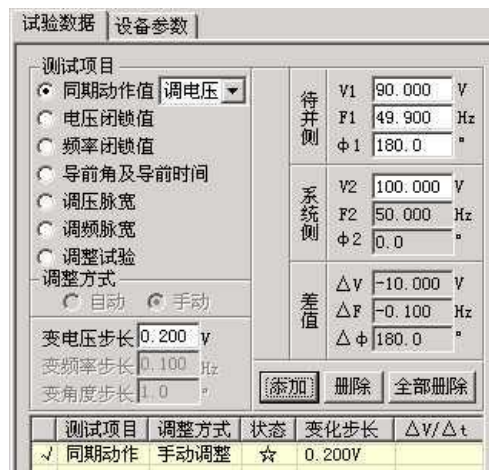 试验数据 设备参数
测试项目
同期动作值 调电压
电压闭锁值
频率闭锁值
导前角及导前时间
调压脉宽
调频脉宽
调整试验
调整方式
自动 手动
变电压步长 0.200 V
变频率步长 0.100 Hz
变角度步长 1.0 °
待并侧
V1 90.000 V
F1 49.900 Hz
φ1 180.0 °
系统侧
V2 100.000 V
F2 50.000 Hz
φ2 0.0 °
差值
△V -10.000 V
△F -0.100 Hz
△φ 180.0 °
添加 删除 全部删除
测试项目 调整方式 状态 变化步长 △V/△t
√ 同期动作 手动调整 ☆ 0.200V